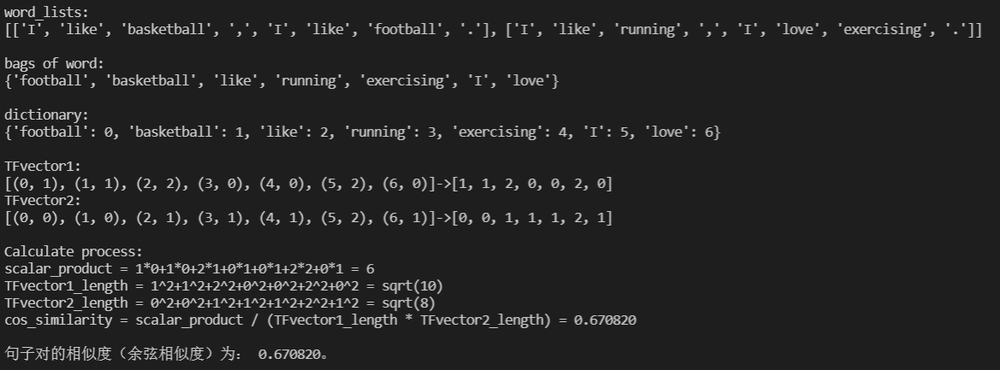 word_lists:
[['I', 'like', 'basketball', ',', 'I', 'like', 'football', '.'], ['I', 'like', 'running', ',', 'I', 'love', 'exercising', '.']]
bags of word:
{'football', 'basketball', 'like', 'running', 'exercising', 'I', 'love'}
dictionary:
{'football': 0, 'basketball': 1, 'like': 2, 'running': 3, 'exercising': 4, 'I': 5, 'love': 6}
TFvector1:
[(0, 1), (1, 1), (2, 2), (3, 0), (4, 0), (5, 2), (6, 0)]->[1, 1, 2, 0, 0, 2, 0]
TFvector2:
[(0, 0), (1, 0), (2, 1), (3, 1), (4, 1), (5, 2), (6, 1)]->[0, 0, 1, 1, 1, 2, 1]
Calculate process:
scalar_product = 1*0+1*0+2*1+0*1+0*1+2*2+0*1 = 6
TFvector1_length = 1^2+1^2+2^2+0^2+0^2+2^2+0^2 = sqrt(10)
TFvector2_length = 0^2+0^2+1^2+1^2+1^2+2^2+1^2 = sqrt(8)
cos_similarity = scalar_product / (TFvector1_length * TFvector2_length) = 0.670820
句子对的相似度（余弦相似度）为： 0.670820。